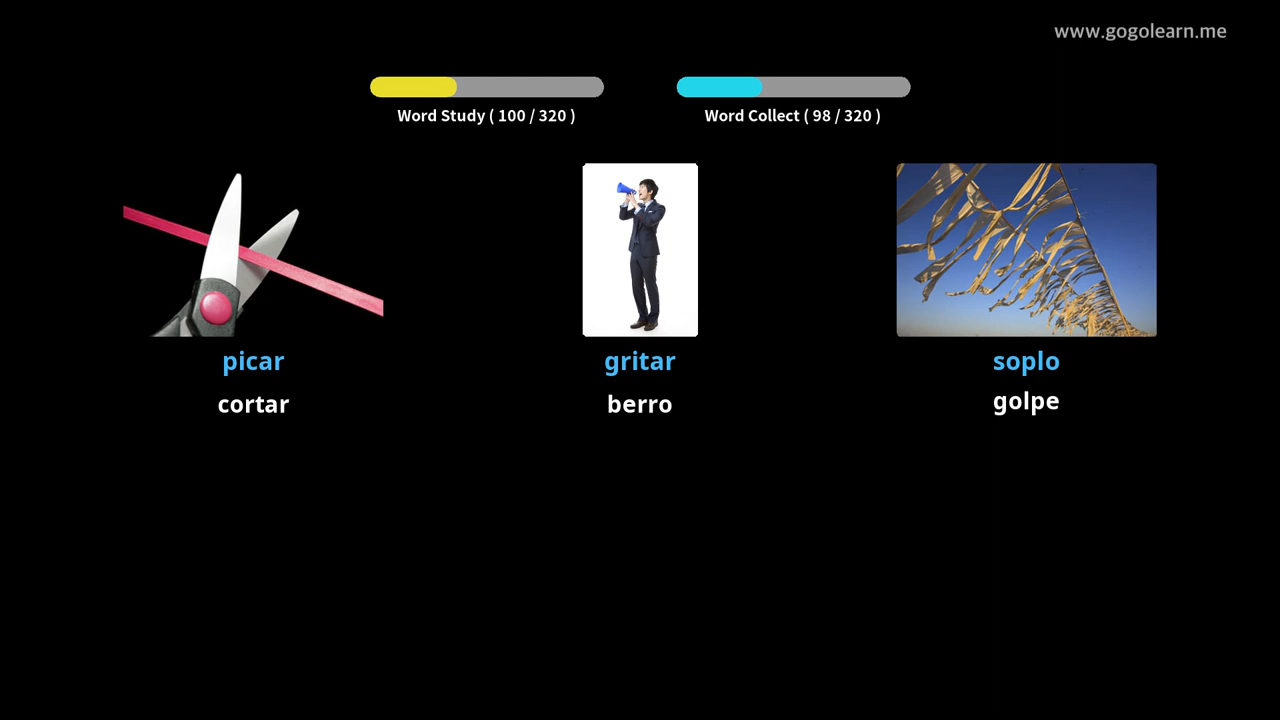 www.gogolearn.me
Word Study ( 100 / 320 )
Word Collect ( 98 / 320 )
picar
gritar
soplo
cortar
berro
golpe